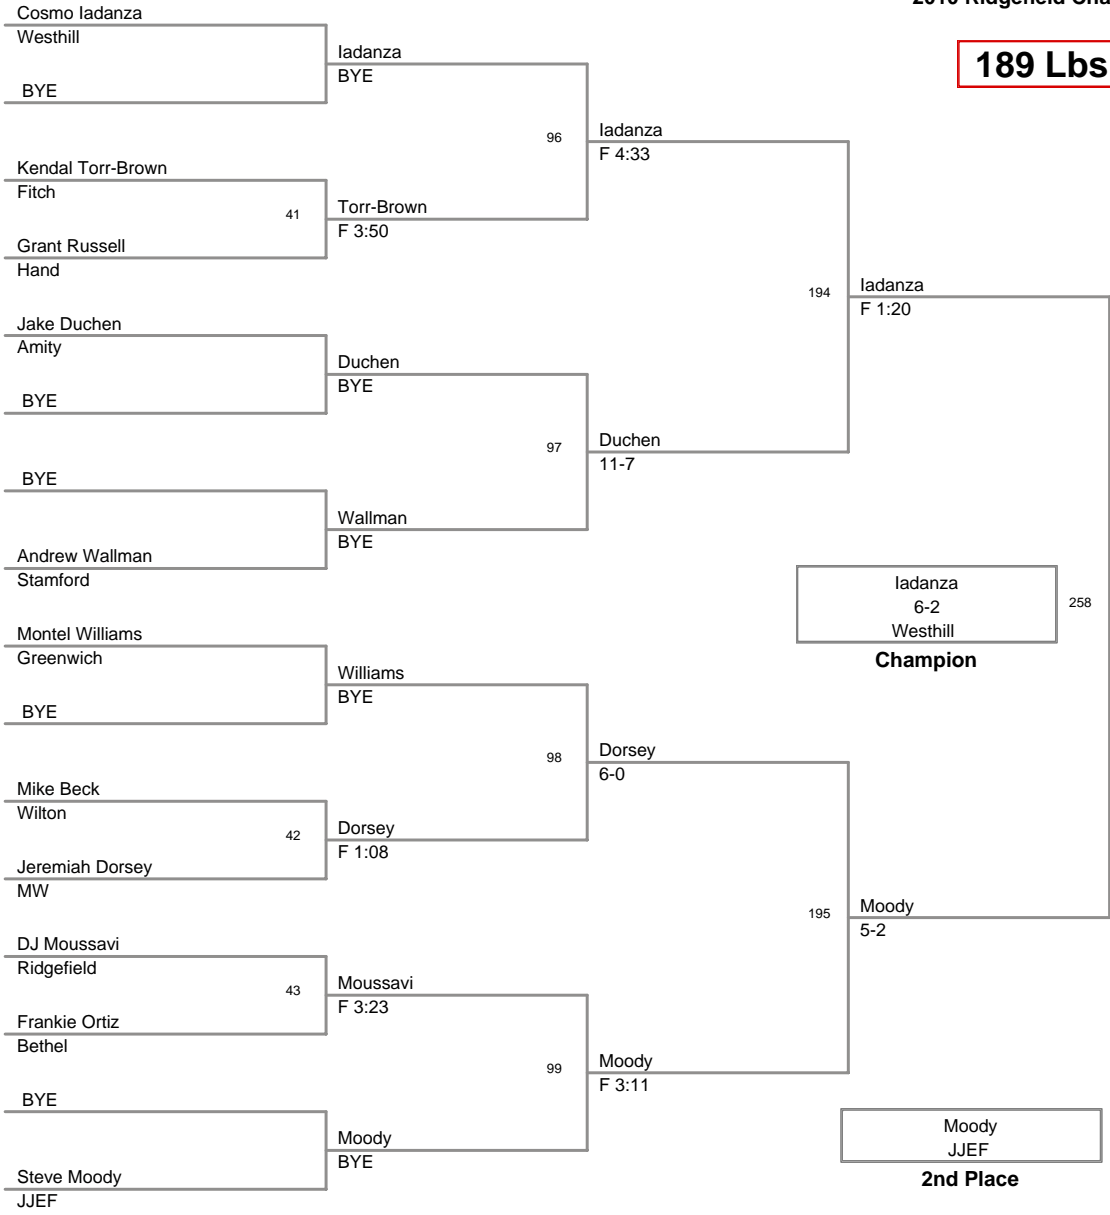 2010 Ridgefield Cha
189 Lbs
Cosmo Iadanza
Westhill
BYE
Kendal Torr-Brown
Fitch
41
Grant Russell
Hand
Jake Duchen
Amity
BYE
BYE
Andrew Wallman
Stamford
Montel Williams
Greenwich
BYE
Mike Beck
Wilton
42
Jeremiah Dorsey
MW
DJ Moussavi
Ridgefield
43
Frankie Ortiz
Bethel
BYE
Steve Moody
JJEF
Iadanza
BYE
96
Torr-Brown
F 3:50
Duchen
BYE
97
Wallman
BYE
Williams
BYE
98
Dorsey
F 1:08
Moussavi
F 3:23
99
Moody
BYE
Iadanza
F 4:33
194
Duchen
11-7
Dorsey
6-0
195
Moody
F 3:11
Iadanza
F 1:20
Iadanza
6-2
Westhill
258
Champion
Moody
5-2
Moody
JJEF
2nd Place